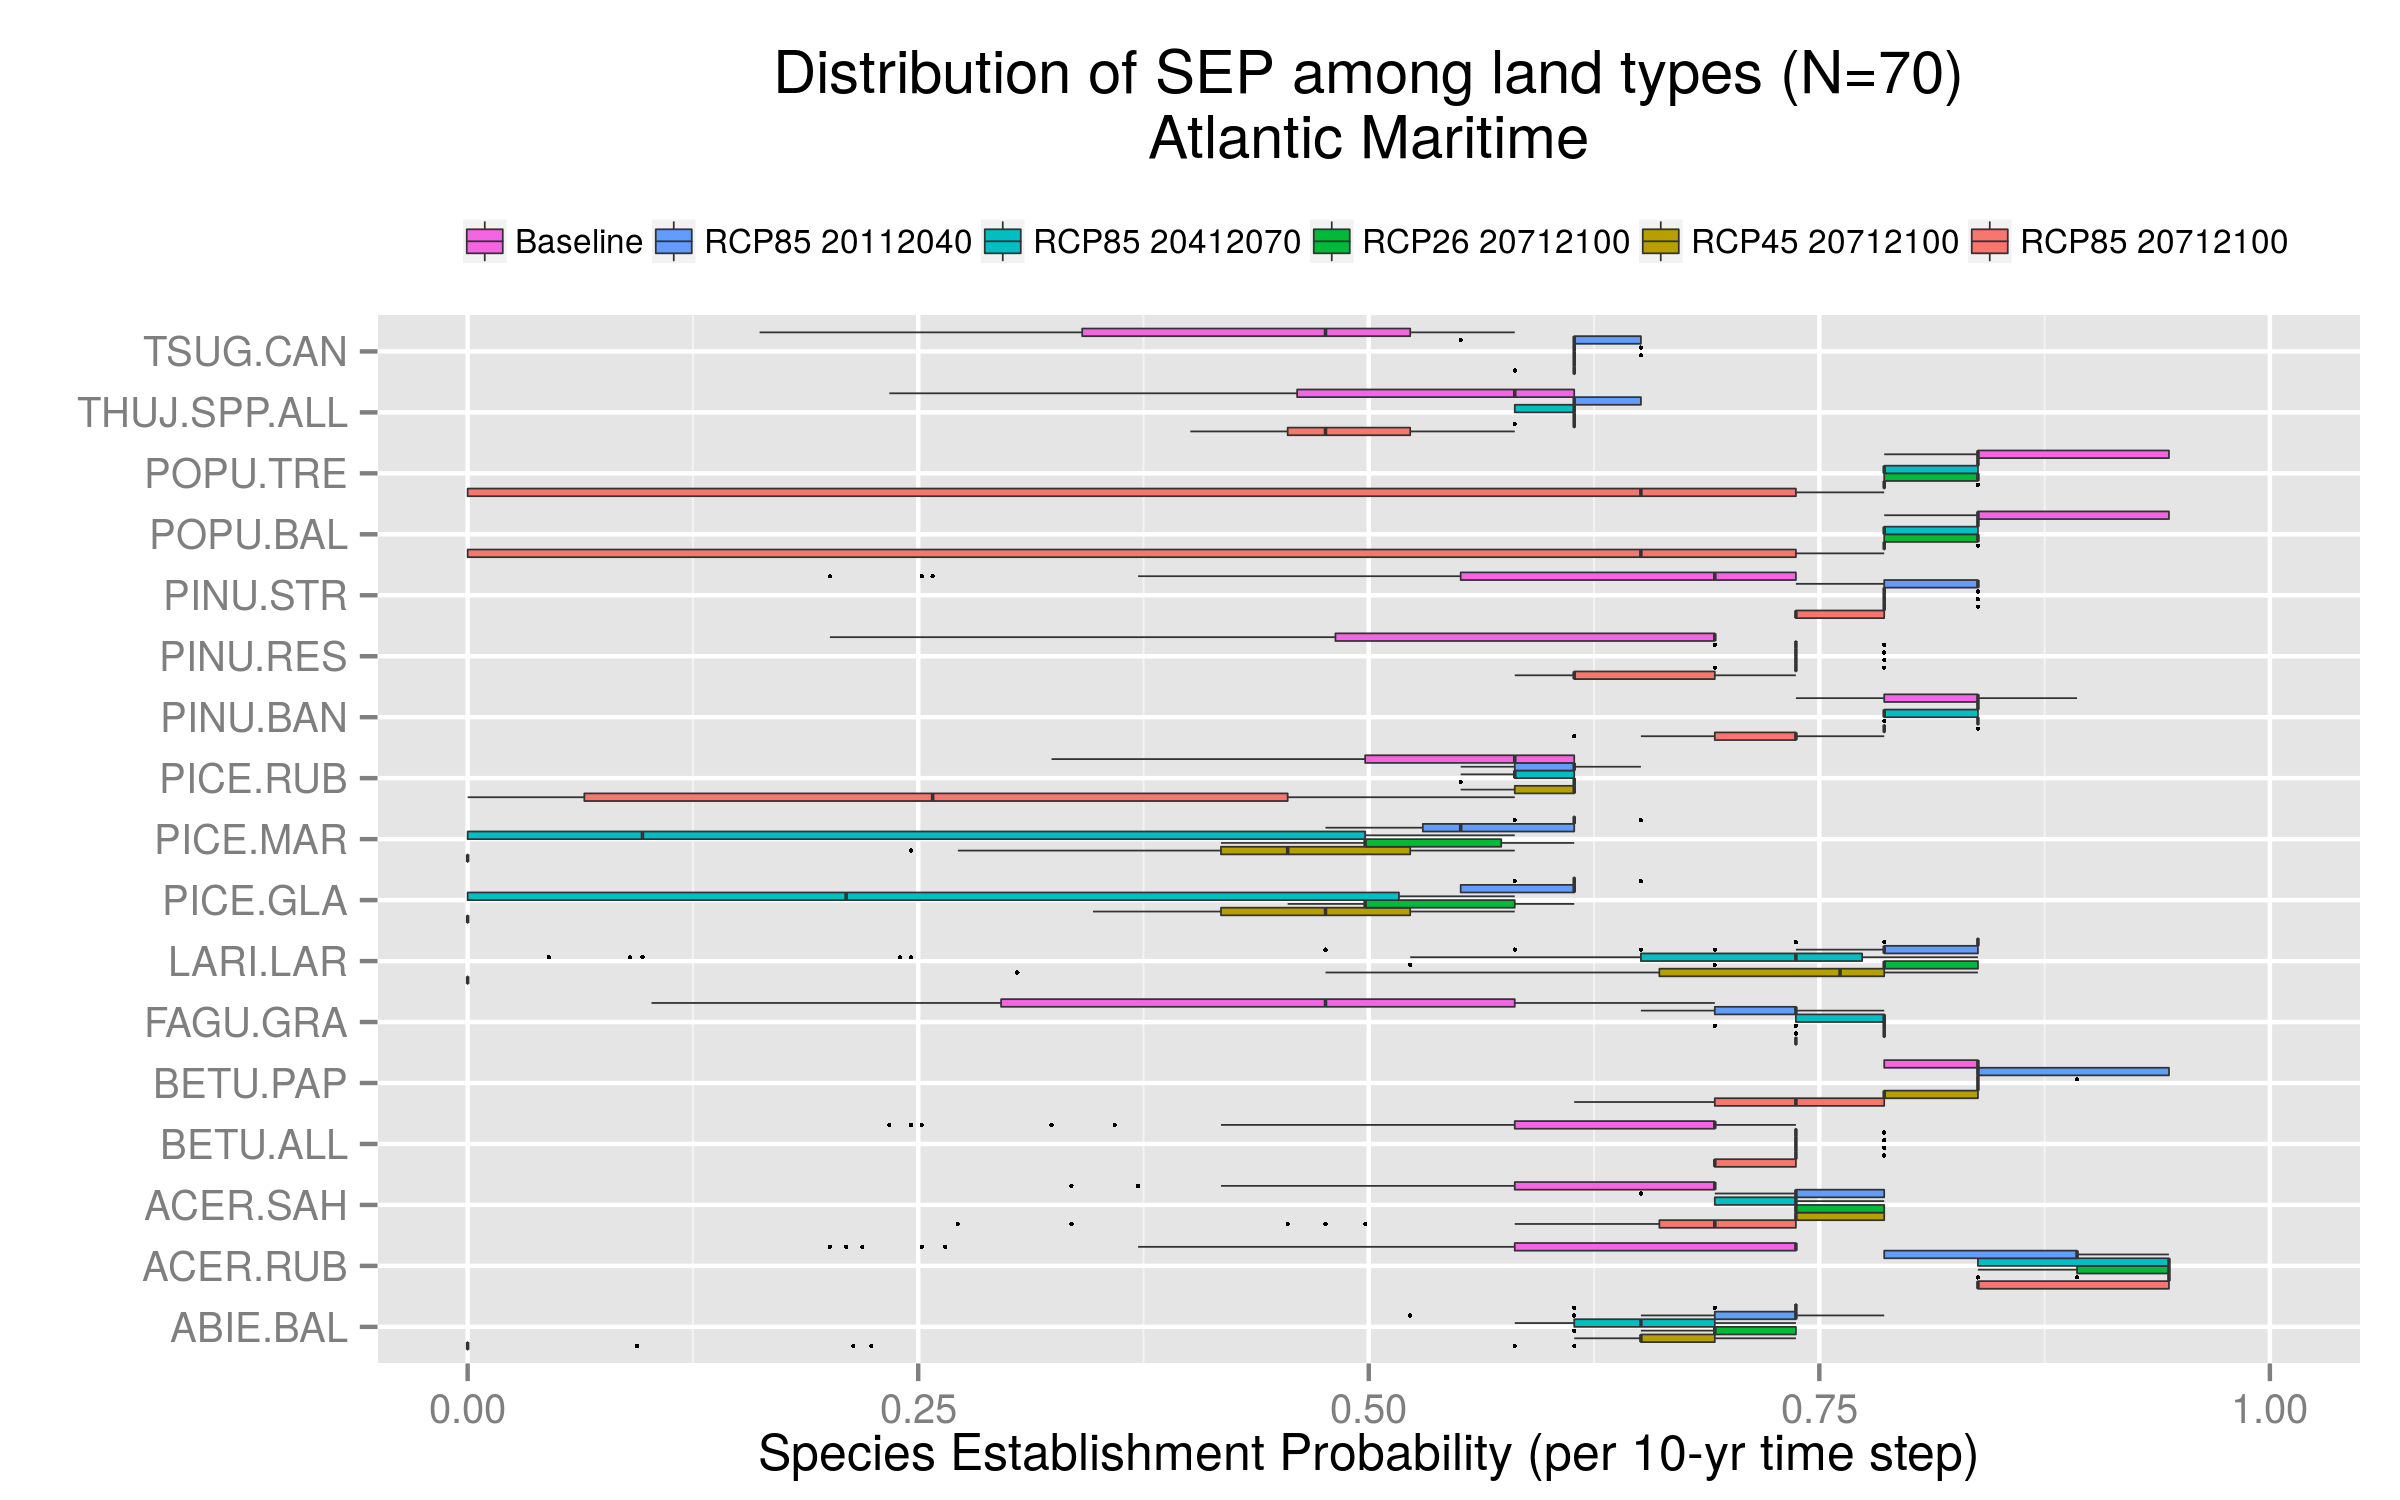 Distribution of SEP among land types (N=70)
Atlantic Maritime
Baseline RCP85 20112040 RCP85 20412070 RCP26 20712100 RCP45 20712100 RCP85 20712100
TSUG.CAN
THUJ.SPP.ALL
POPU.TRE
POPU.BAL
PINU.STR
PINU.RES
PINU.BAN
PICE.RUB
PICE.MAR
PICE.GLA
LARI.LAR
FAGU.GRA
BETU.PAP
BETU.ALL
ACER.SAH
ACER.RUB
ABIE.BAL
0.00 0.25 0.50 0.75 1.00
Species Establishment Probability (per 10-yr time step)